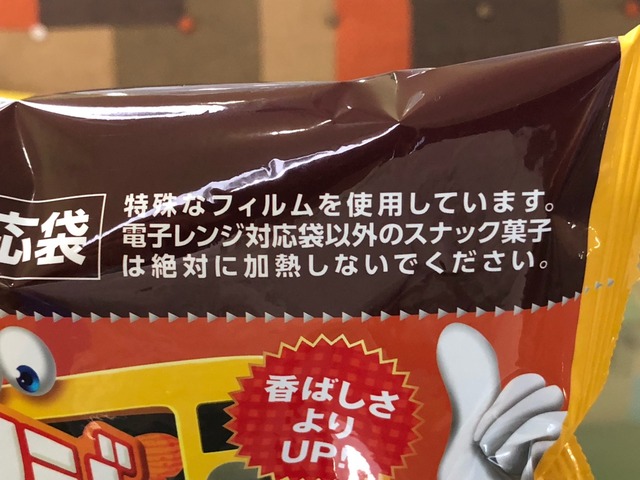 応袋
特殊なフィルムを使用しています。
電子レンジ対応袋以外のスナック菓子
は絶対に加熱しないでください。
香ばしさ
より
UP!